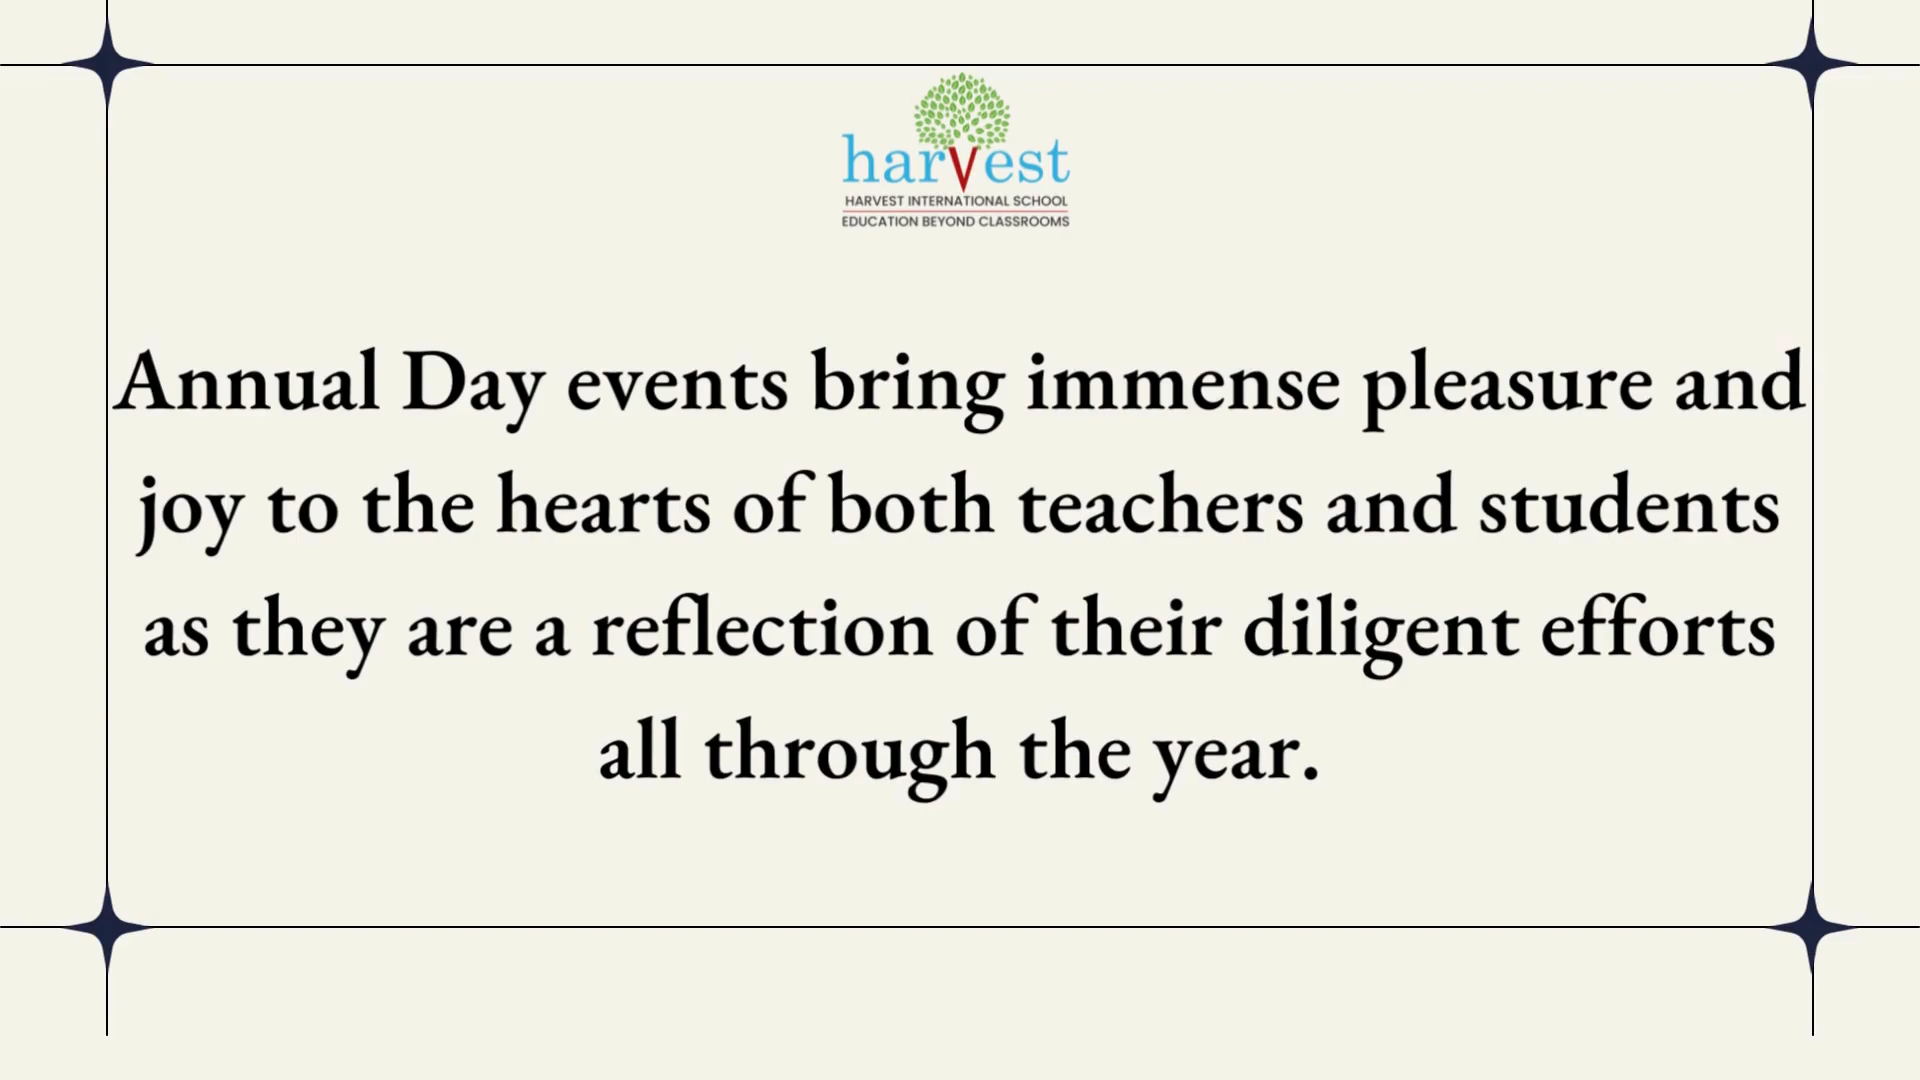 harvest
HARVEST INTERNATIONAL SCHOOL
EDUCATION BEYOND CLASSROOMS
Annual Day events bring immense pleasure and
joy to the hearts of both teachers and students
as they are a reflection of their diligent efforts
all through the year.